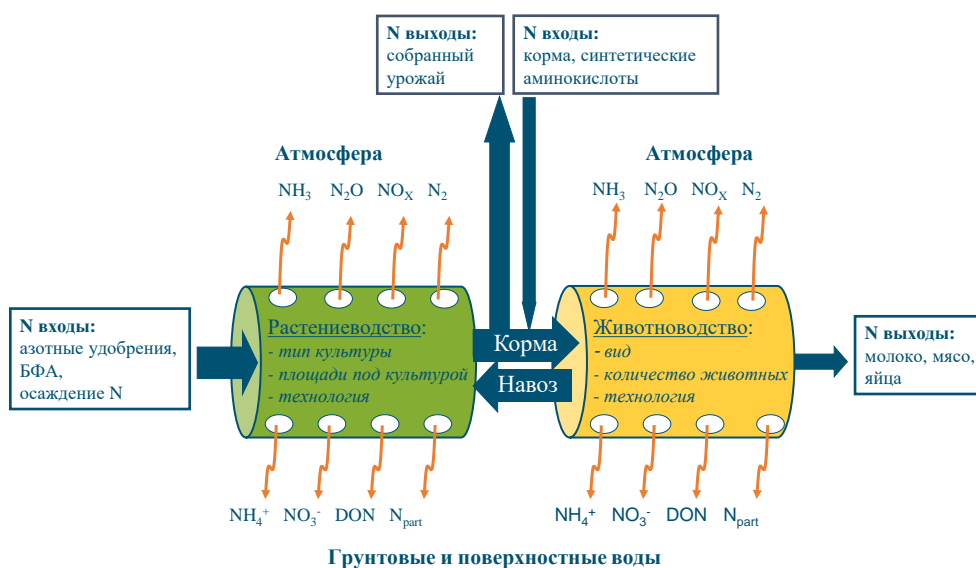 N выходы:
собранный
урожай
N входы:
корма, синтетические
аминокислоты
Атмосфера
Атмосфера
NH₃ N₂O NOₓ N₂
NH₃ N₂O NOₓ N₂
N входы:
азотные удобрения,
БФА,
осаждение N
Растениеводство:
- тип культуры
- площади под культурой
- технология
Корма
Навоз
Животноводство:
- вид
- количество животных
- технология
N выходы:
молоко, мясо,
яйца
NH₄⁺ NO₃⁻ DON Nₚₐᵣₜ
NH₄⁺ NO₃⁻ DON Nₚₐᵣₜ
Грунтовые и поверхностные воды